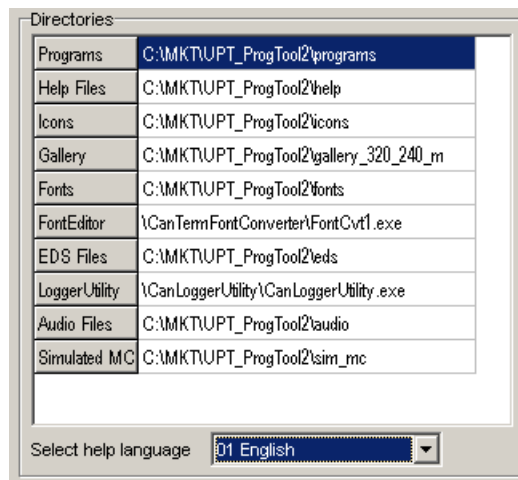 Directories
Programs C:\MKT\UPT_ProgTool2\programs
Help Files C:\MKT\UPT_ProgTool2\help
Icons C:\MKT\UPT_ProgTool2\icons
Gallery C:\MKT\UPT_ProgTool2\gallery_320_240_m
Fonts C:\MKT\UPT_ProgTool2\fonts
FontEditor \CanTermFontConverter\FontCvt1.exe
EDS Files C:\MKT\UPT_ProgTool2\eds
LoggerUtility \CanLoggerUtility\CanLoggerUtility.exe
Audio Files C:\MKT\UPT_ProgTool2\audio
Simulated MC C:\MKT\UPT_ProgTool2\sim_mc
Select help language 01 English